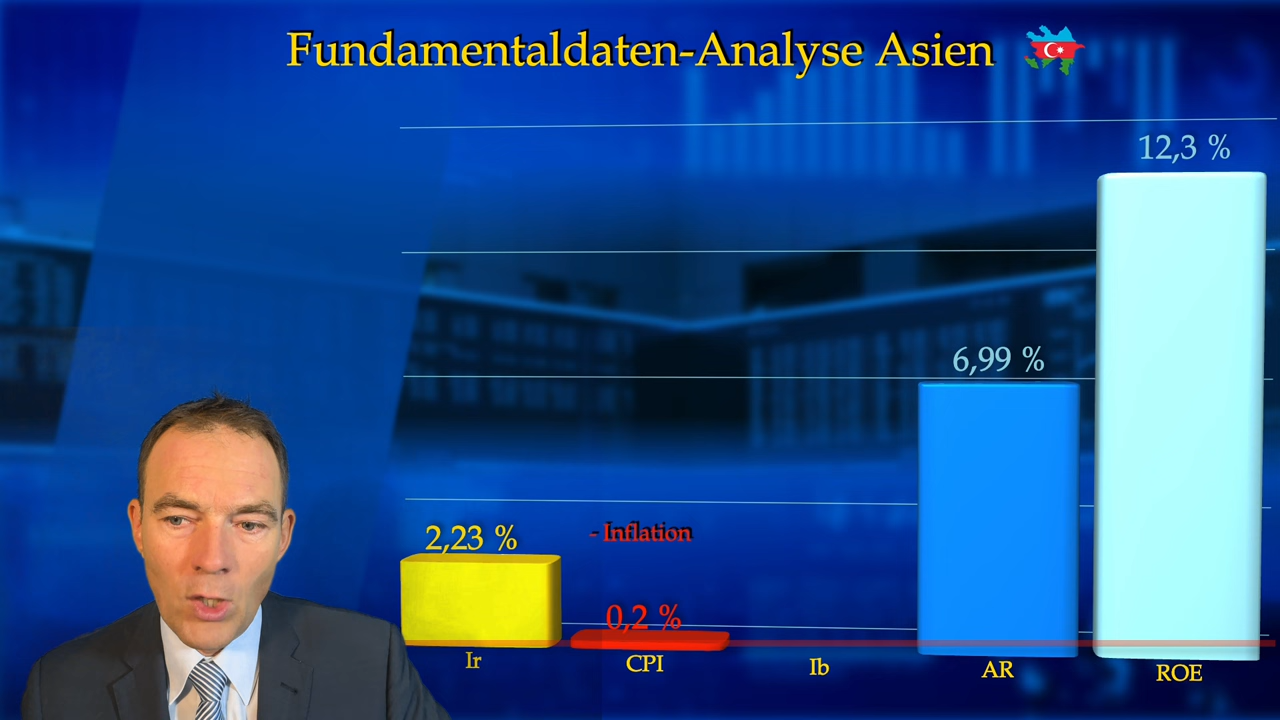 Fundamentaldaten-Analyse Asien
12,3 %
6,99 %
2,23 %
- Inflation
0,2 %
Ir
CPI
Ib
AR
ROE